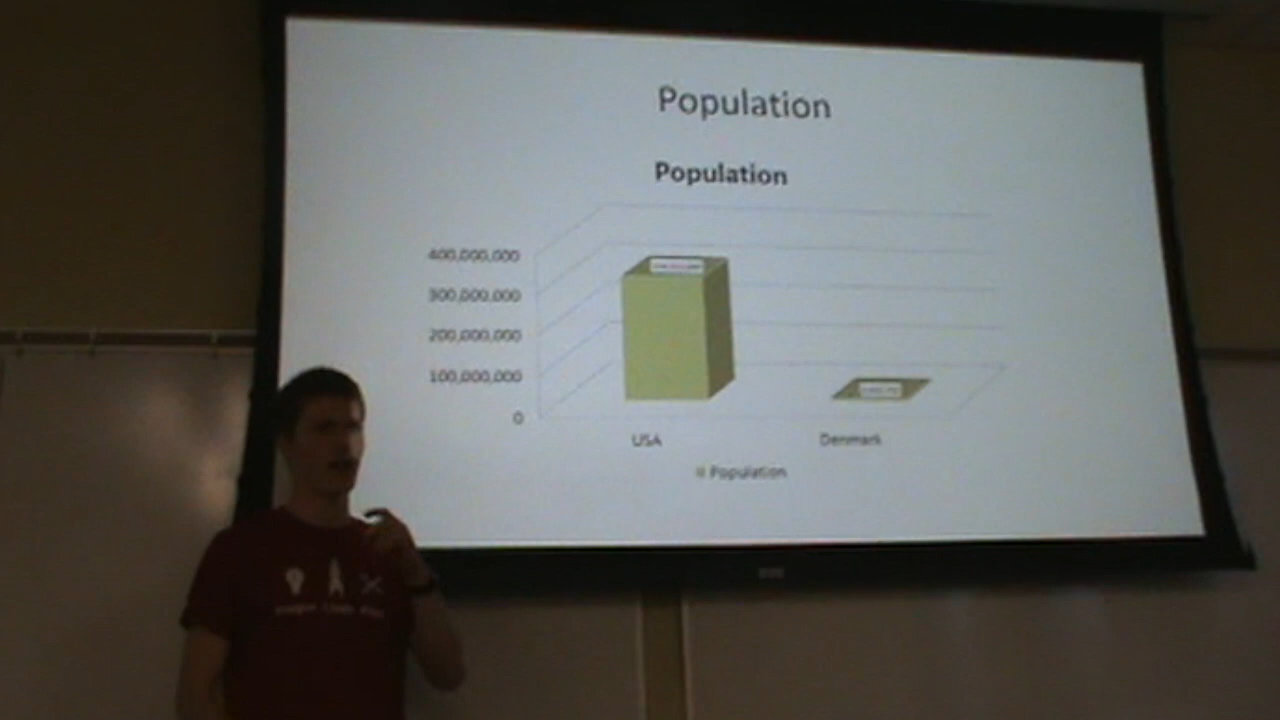 Population
Population
400,000,000
300,000,000
200,000,000
100,000,000
0
USA
Denmark
Population